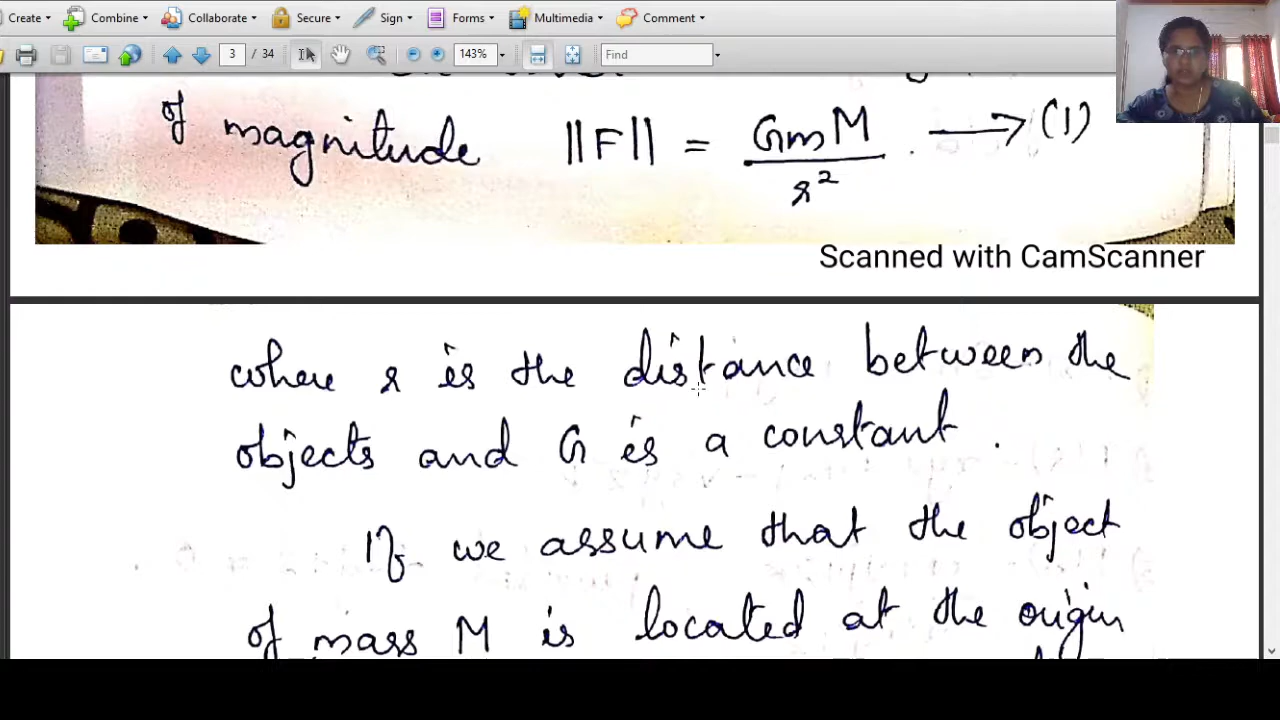 Create Combine Collaborate Secure Sign Forms Multimedia Comment
3 / 34 143% Find
of magnitude ||F|| = GmM / r² → (1)
Scanned with CamScanner
where r is the distance between the
objects and G is a constant.
If we assume that the object
of mass M is located at the origin